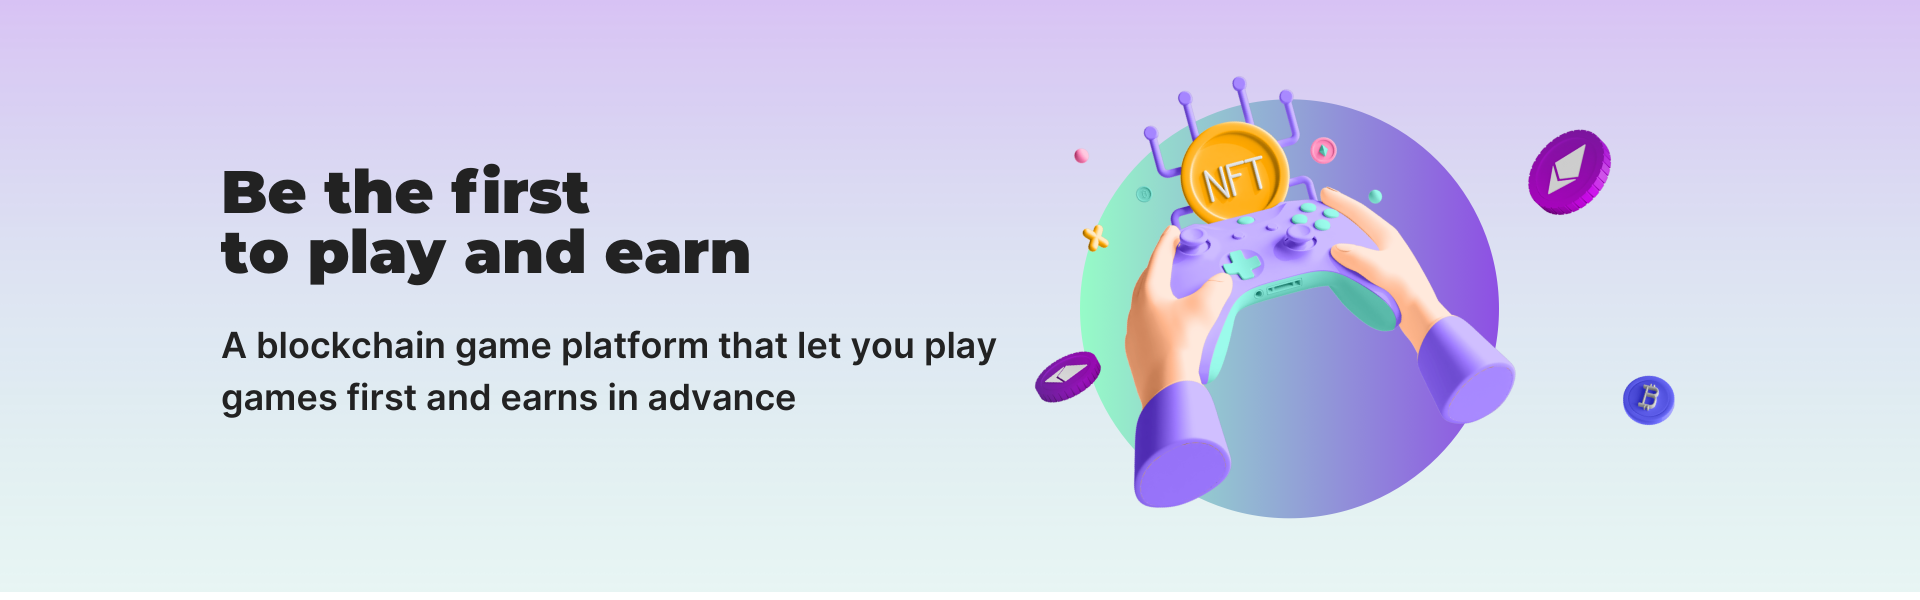 Be the first
to play and earn
A blockchain game platform that let you play
games first and earns in advance
NFT